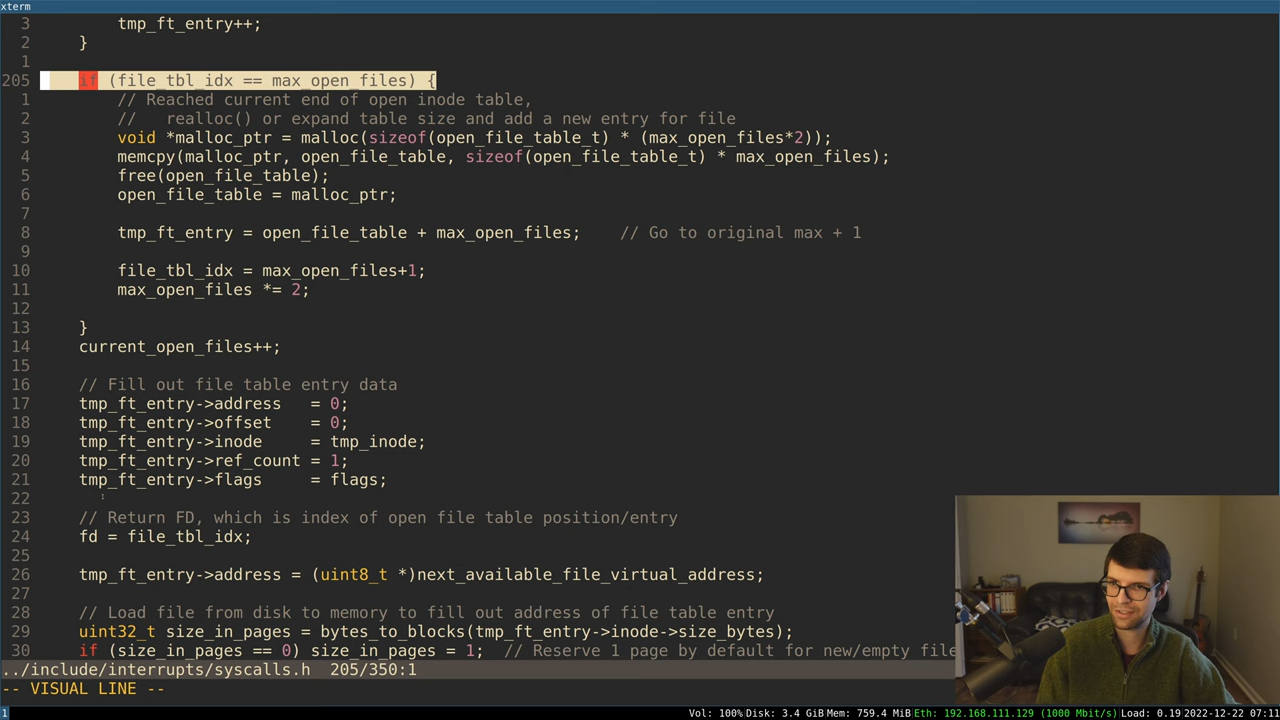 xterm
3         tmp_ft_entry++;
2     }
1
205     if (file_tbl_idx == max_open_files) {
1         // Reached current end of open inode table,
2         //   realloc() or expand table size and add a new entry for file
3         void *malloc_ptr = malloc(sizeof(open_file_table_t) * (max_open_files*2));
4         memcpy(malloc_ptr, open_file_table, sizeof(open_file_table_t) * max_open_files);
5         free(open_file_table);
6         open_file_table = malloc_ptr;
7
8         tmp_ft_entry = open_file_table + max_open_files;    // Go to original max + 1
9
10         file_tbl_idx = max_open_files+1;
11         max_open_files *= 2;
12
13     }
14     current_open_files++;
15
16     // Fill out file table entry data
17     tmp_ft_entry->address   = 0;
18     tmp_ft_entry->offset    = 0;
19     tmp_ft_entry->inode     = tmp_inode;
20     tmp_ft_entry->ref_count = 1;
21     tmp_ft_entry->flags     = flags;
22
23     // Return FD, which is index of open file table position/entry
24     fd = file_tbl_idx;
25
26     tmp_ft_entry->address = (uint8_t *)next_available_file_virtual_address;
27
28     // Load file from disk to memory to fill out address of file table entry
29     uint32_t size_in_pages = bytes_to_blocks(tmp_ft_entry->inode->size_bytes);
30     if (size_in_pages == 0) size_in_pages = 1;  // Reserve 1 page by default for new/empty file
../include/interrupts/syscalls.h  205/350:1
-- VISUAL LINE --
1 Vol: 100% Disk: 3.4 GiB Mem: 759.4 MiB Eth: 192.168.111.129 (1000 Mbit/s) Load: 0.19 2022-12-22 07:11